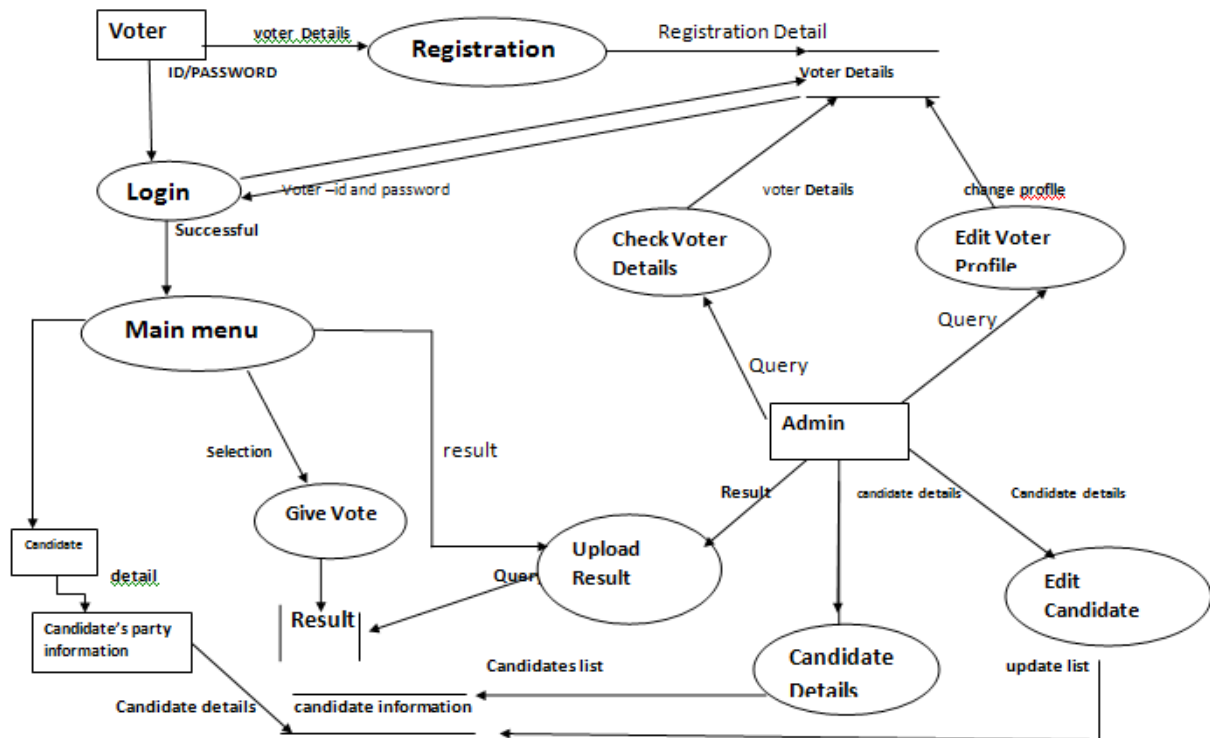 Voter
voter Details
Registration
Registration Detail
ID/PASSWORD
Voter Details
Login
Voter –id and password
voter Details
change profile
Successful
Check Voter
Details
Edit Voter
Profile
Main menu
Query
Query
Admin
Selection
result
Result
candidate details
Candidate details
Give Vote
Candidate
Upload
Result
detail
Query
Edit
Candidate
Result
Candidate's party
information
Candidates list
Candidate
Details
update list
Candidate details
candidate information